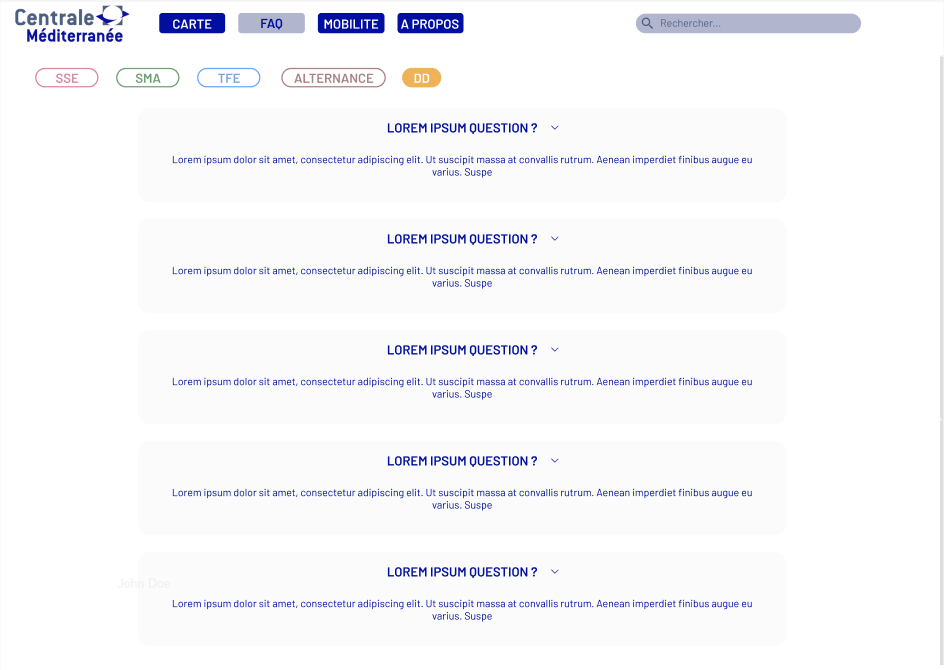 Centrale
Méditerranée
CARTE
FAQ
MOBILITE
A PROPOS
Rechercher...
SSE
SMA
TFE
ALTERNANCE
DD
LOREM IPSUM QUESTION ?
Lorem ipsum dolor sit amet, consectetur adipiscing elit. Ut suscipit massa at convallis rutrum. Aenean imperdiet finibus augue eu
varius. Suspe
LOREM IPSUM QUESTION ?
Lorem ipsum dolor sit amet, consectetur adipiscing elit. Ut suscipit massa at convallis rutrum. Aenean imperdiet finibus augue eu
varius. Suspe
LOREM IPSUM QUESTION ?
Lorem ipsum dolor sit amet, consectetur adipiscing elit. Ut suscipit massa at convallis rutrum. Aenean imperdiet finibus augue eu
varius. Suspe
LOREM IPSUM QUESTION ?
Lorem ipsum dolor sit amet, consectetur adipiscing elit. Ut suscipit massa at convallis rutrum. Aenean imperdiet finibus augue eu
varius. Suspe
LOREM IPSUM QUESTION ?
John Doe
Lorem ipsum dolor sit amet, consectetur adipiscing elit. Ut suscipit massa at convallis rutrum. Aenean imperdiet finibus augue eu
varius. Suspe